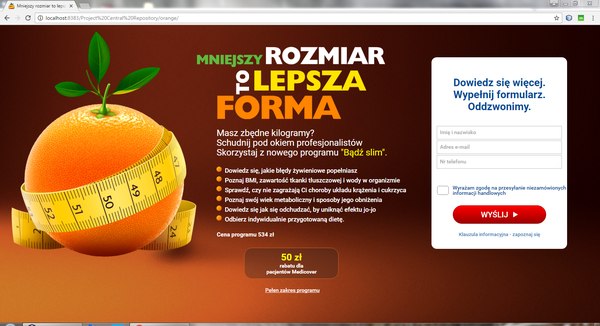 Mniejszy rozmiar to lepsz
localhost:8383/Project%20Central%20Repository/orange/
MNIEJSZY ROZMIAR
TO LEPSZA
FORMA
Masz zbędne kilogramy?
Schudnij pod okiem profesjonalistów
Skorzystaj z nowego programu "Bądź slim".
Dowiedz się, jakie błędy żywieniowe popełniasz
Poznaj BMI, zawartość tkanki tłuszczowej i wody w organizmie
Sprawdź, czy nie zagrażają Ci choroby układu krążenia i cukrzyca
Poznaj swój wiek metaboliczny i sposoby jego obniżenia
Dowiedz się jak się odchudzać, by uniknąć efektu jo-jo
Odbierz indywidualnie przygotowaną dietę.
Cena programu 534 zł
50 zł
rabatu dla
pacjentów Medicover
Pełen zakres programu
Dowiedz się więcej.
Wypełnij formularz.
Oddzwonimy.
Imię i nazwisko
Adres e-mail
Nr telefonu
Wyrażam zgodę na przesyłanie niezamówionych
informacji handlowych
WYŚLIJ
Klauzula informacyjna - zapoznaj się
47
48
49
50
51
52